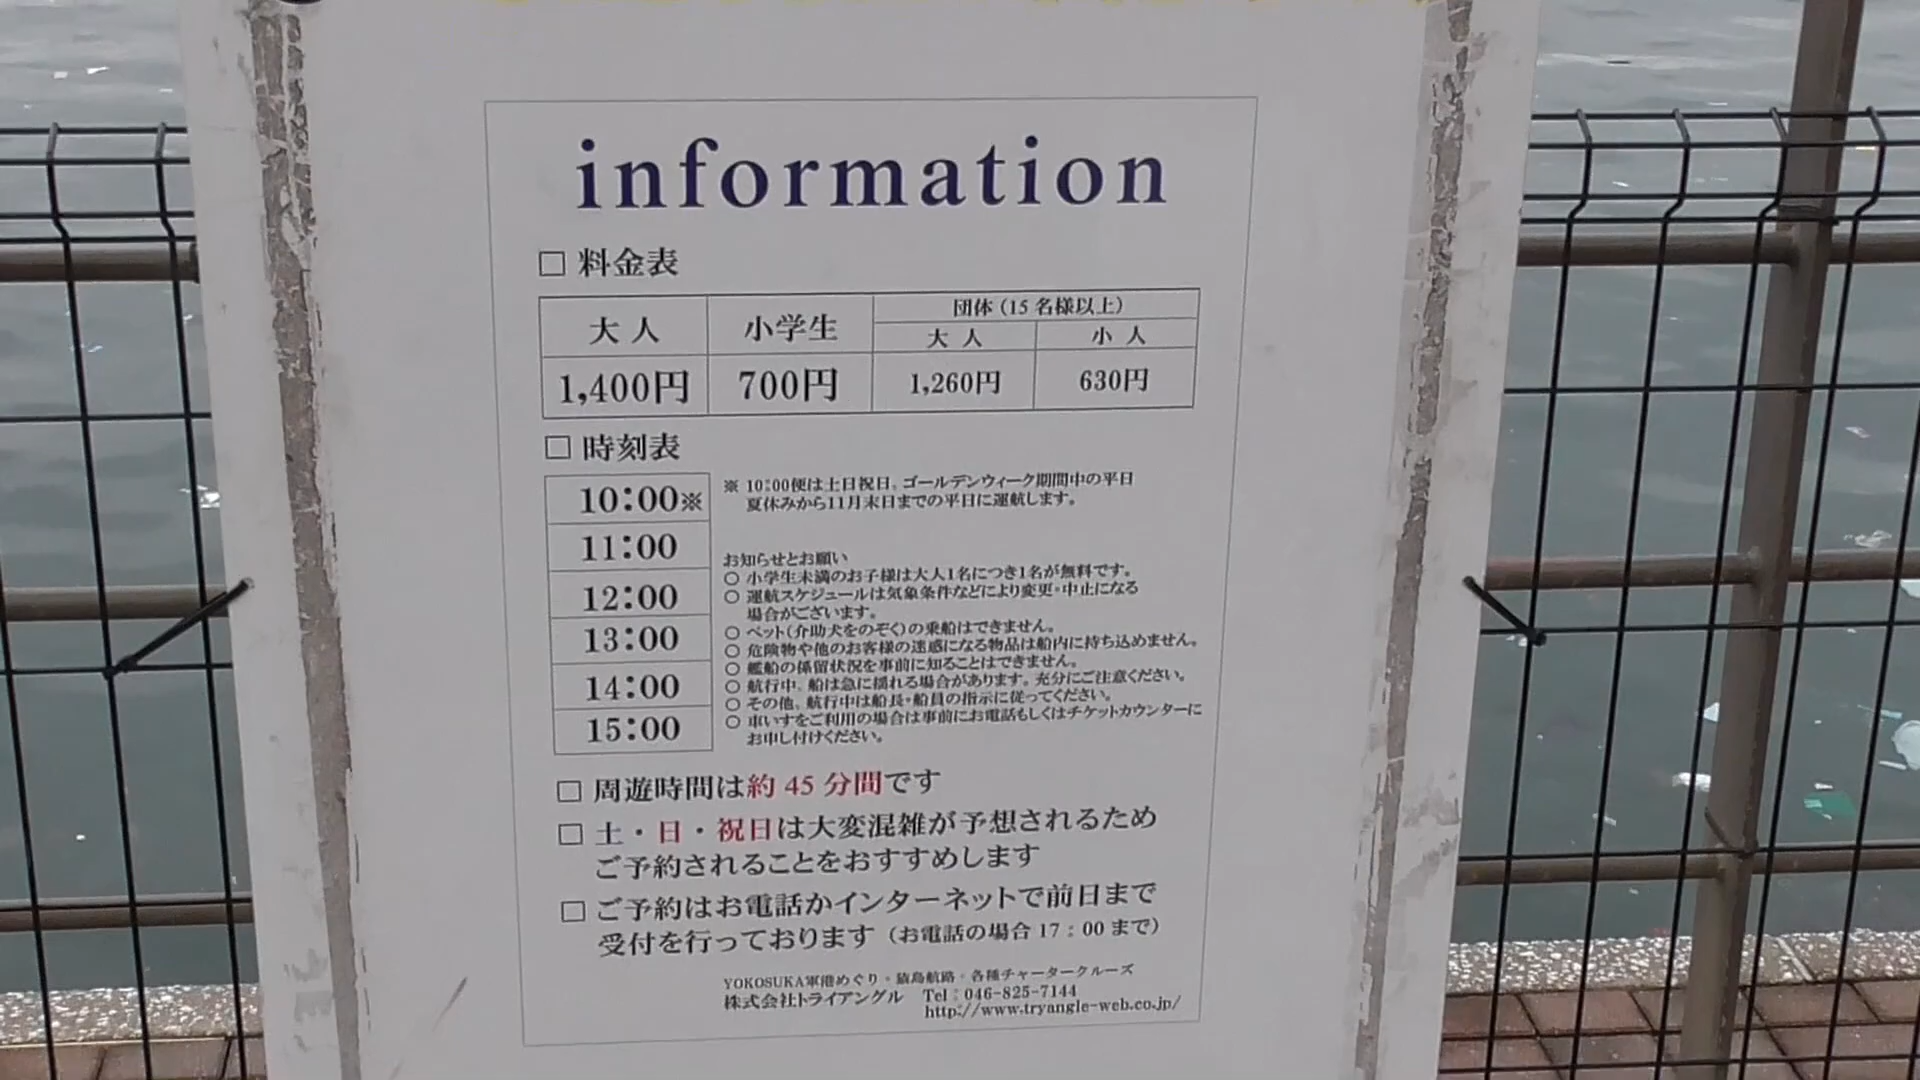 information
□ 料金表
大人 小学生 団体（15名様以上）
大人 小人
1,400円 700円 1,260円 630円
□ 時刻表
10：00※
11：00
12：00
13：00
14：00
15：00
※ 10：00便は土日祝日、ゴールデンウィーク期間中の平日
夏休みから11月末日までの平日に運航します。
お知らせとお願い
○ 小学生未満のお子様は大人1名につき1名が無料です。
○ 運航スケジュールは気象条件などにより変更・中止になる
場合がございます。
○ ペット（介助犬をのぞく）の乗船はできません。
○ 危険物や他のお客様の迷惑になる物品は船内に持ち込めません。
○ 艦船の係留状況を事前に知ることはできません。
○ 航行中、船は急に揺れる場合があります。充分にご注意ください。
○ その他、航行中は船長・船員の指示に従ってください。
○ 車いすをご利用の場合は事前にお電話もしくはチケットカウンターに
お申し付けください。
□ 周遊時間は約45分間です
□ 土・日・祝日は大変混雑が予想されるため
ご予約されることをおすすめします
□ ご予約はお電話かインターネットで前日まで
受付を行っております（お電話の場合17：00まで）
YOKOSUKA軍港めぐり・猿島航路・各種チャータークルーズ
株式会社トライアングル Tel：046-825-7144
http://www.tryangle-web.co.jp/